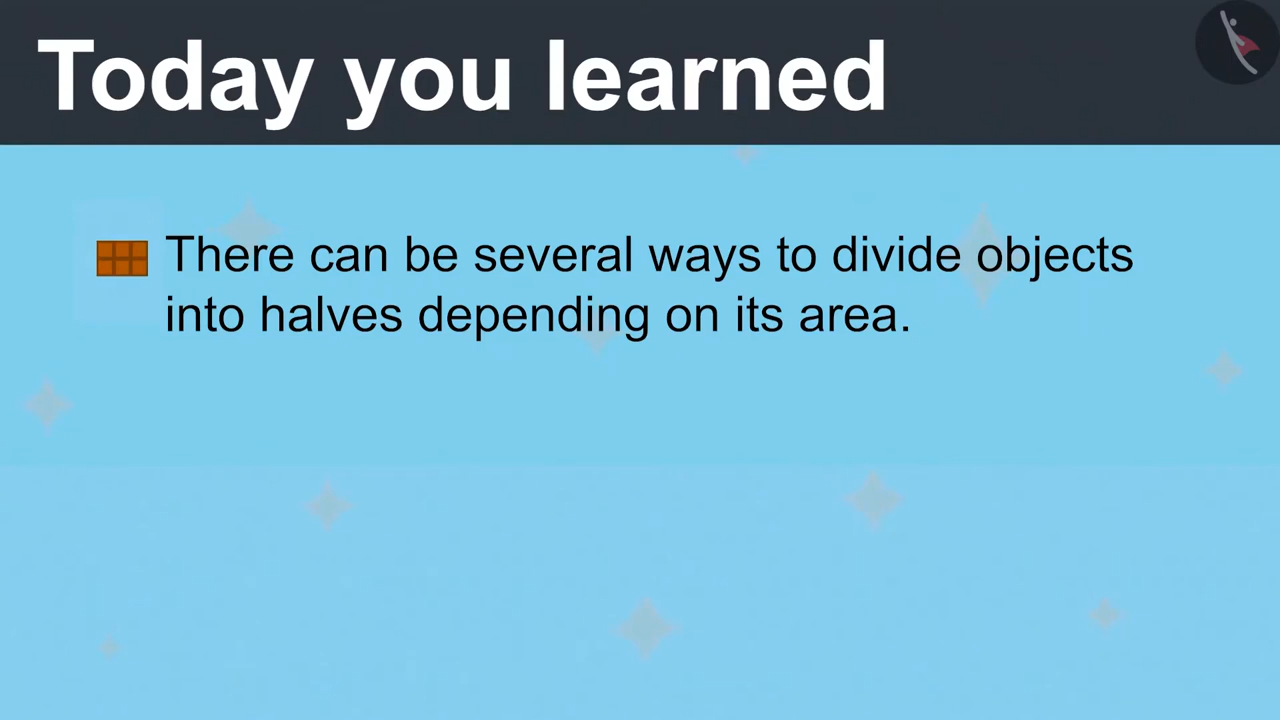 Today you learned
There can be several ways to divide objects
into halves depending on its area.